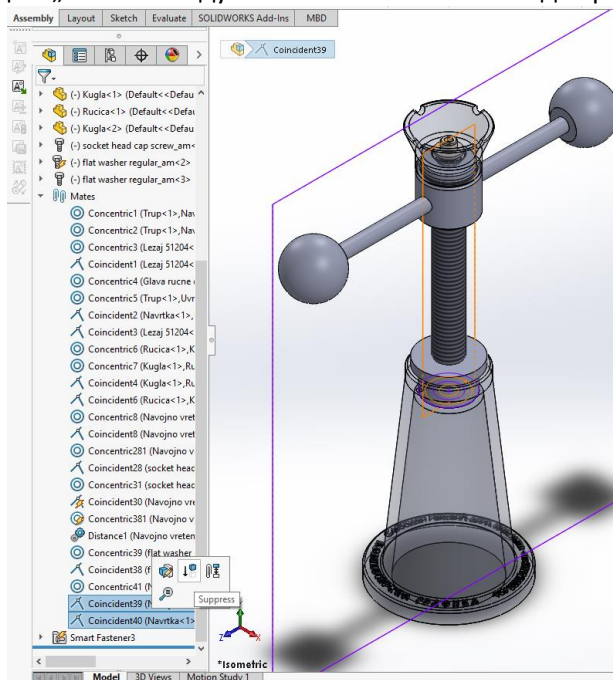 Assembly Layout Sketch Evaluate SOLIDWORKS Add-Ins MBD
Coincident39
(-) Kugla<1> (Default<<Defau
(-) Rucica<1> (Default<<Defau
(-) Kugla<2> (Default<<Defau
(-) socket head cap screw_am<
(-) flat washer regular_am<2>
(-) flat washer regular_am<3>
Mates
Concentric1 (Trup<1>,Nav
Concentric2 (Trup<1>,Nav
Concentric3 (Lezaj 51204<
Coincident1 (Lezaj 51204<
Concentric4 (Glava rucne
Concentric5 (Trup<1>,Uvr
Coincident2 (Navrtka<1>,
Coincident3 (Lezaj 51204<
Concentric6 (Rucica<1>,K
Concentric7 (Kugla<1>,Ru
Coincident4 (Kugla<1>,Ru
Coincident6 (Rucica<1>,K
Concentric8 (Navojno vret
Coincident8 (Navojno vret
Concentric281 (Navojno v
Coincident28 (socket head
Concentric31 (socket head
Coincident30 (Navojno vre
Concentric381 (Navojno v
Distance1 (Navojno vreten
Concentric39 (flat washer
Coincident38 (f
Concentric41 (N
Suppress
Coincident39 (N
Coincident40 (Navrtka<1>
Smart Fastener3
Z X
*Isometric
Model 3D Views Motion Study 1